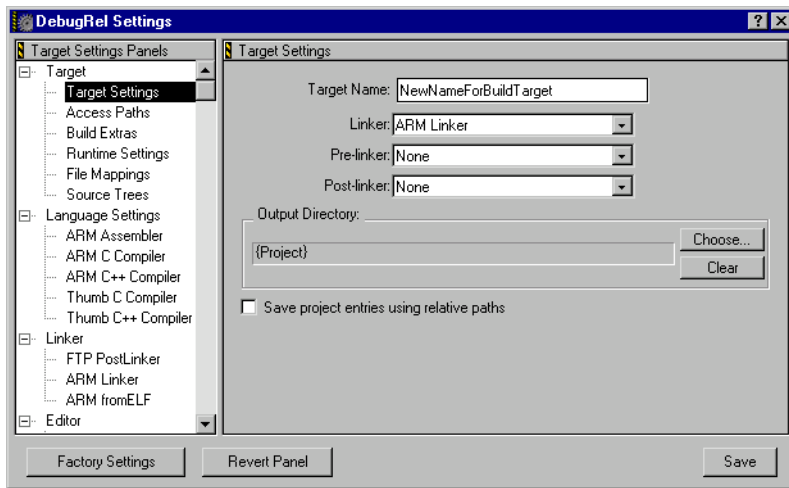 DebugRel Settings
Target Settings Panels
Target
Target Settings
Access Paths
Build Extras
Runtime Settings
File Mappings
Source Trees
Language Settings
ARM Assembler
ARM C Compiler
ARM C++ Compiler
Thumb C Compiler
Thumb C++ Compiler
Linker
FTP PostLinker
ARM Linker
ARM fromELF
Editor
Target Settings
Target Name: NewNameForBuildTarget
Linker: ARM Linker
Pre-linker: None
Post-linker: None
Output Directory:
{Project}
Choose...
Clear
Save project entries using relative paths
Factory Settings
Revert Panel
Save